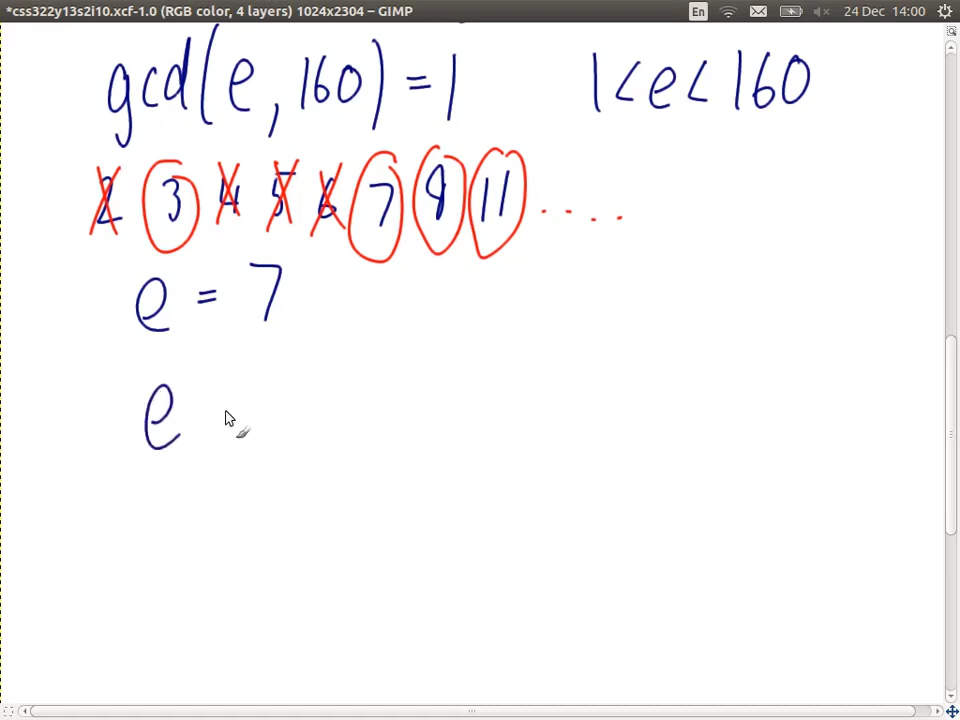 *css322y13s2i10.xcf-1.0 (RGB color, 4 layers) 1024x2304 – GIMP En 24 Dec 14:00
gcd(e, 160) = 1 1<e<160
2 3 4 5 6 7 9 11 . . . .
e = 7
e